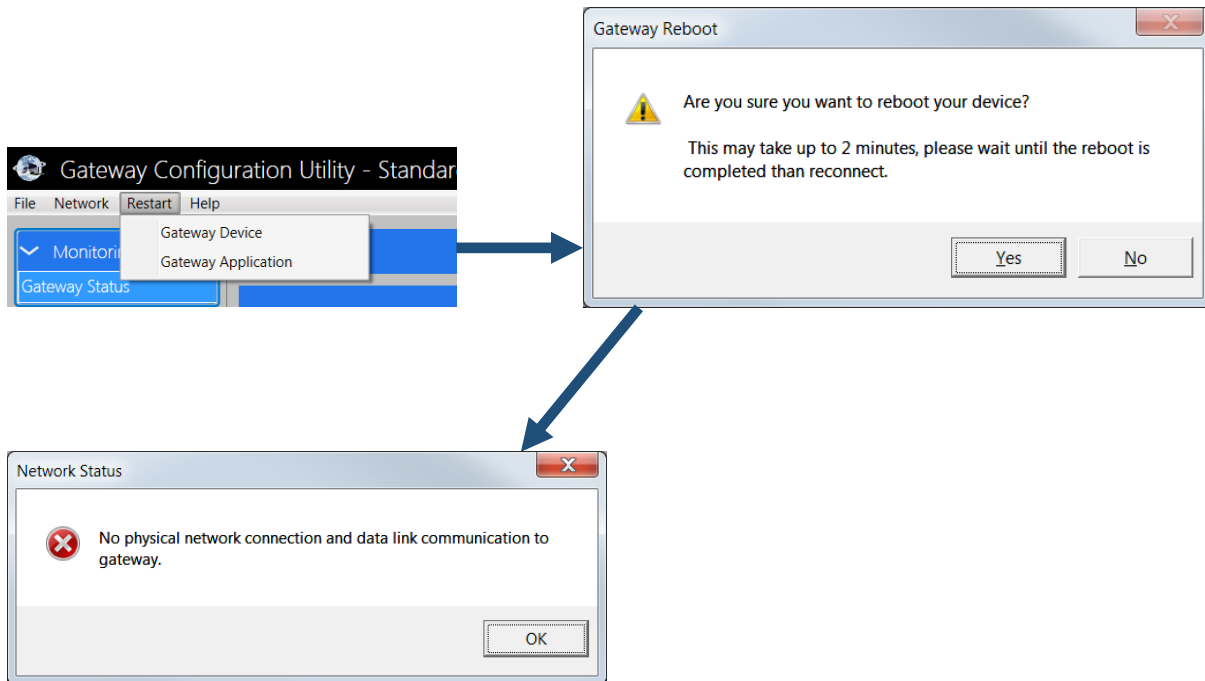 Gateway Configuration Utility - Standar
File Network Restart Help
Gateway Device
Gateway Application
Monitorin
Gateway Status
Gateway Reboot
Are you sure you want to reboot your device?
This may take up to 2 minutes, please wait until the reboot is
completed than reconnect.
Yes
No
Network Status
No physical network connection and data link communication to
gateway.
OK